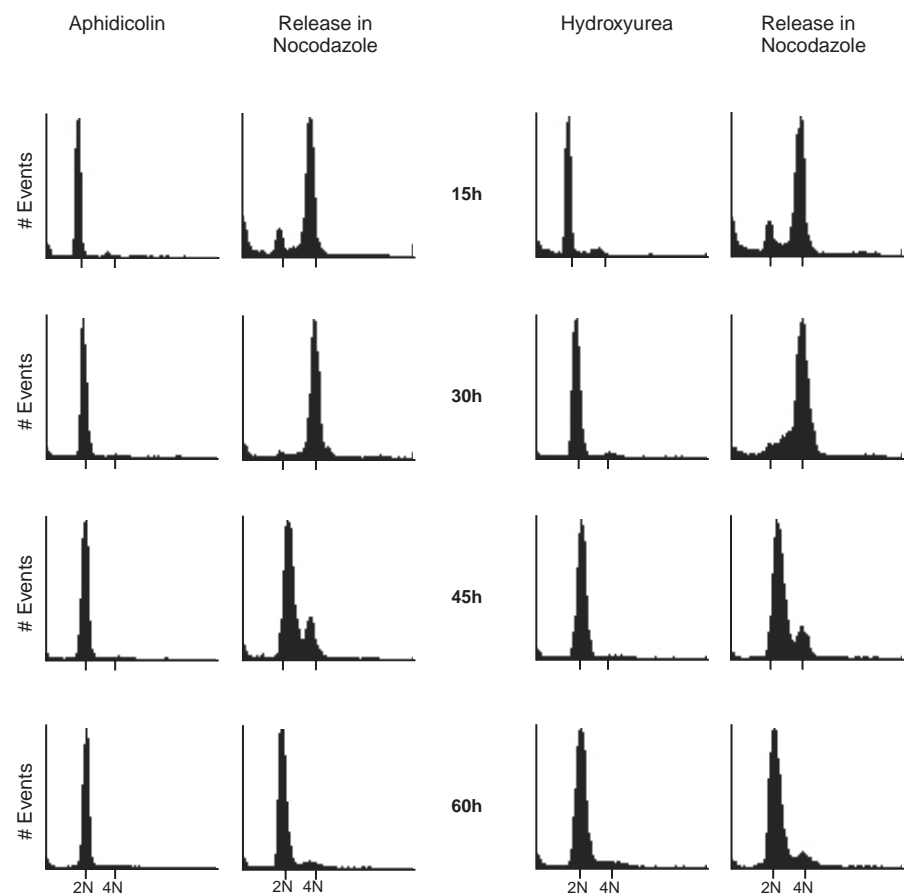 Aphidicolin
Release in
Nocodazole
Hydroxyurea
Release in
Nocodazole
# Events
15h
# Events
30h
# Events
45h
# Events
60h
2N 4N
2N 4N
2N 4N
2N 4N